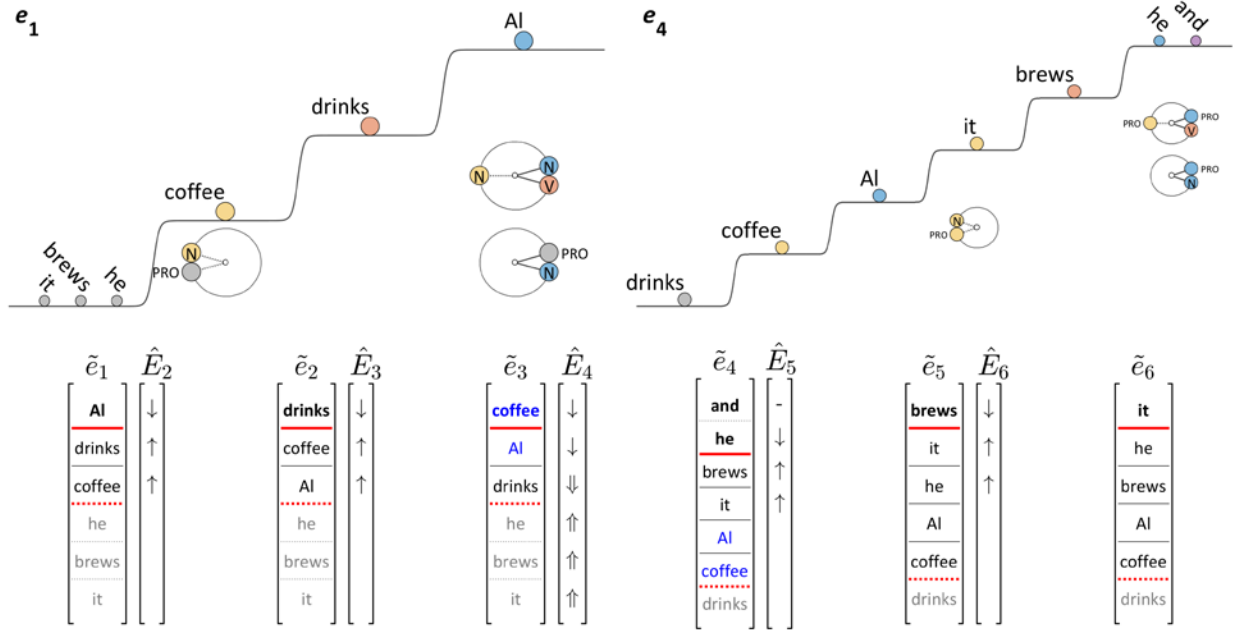 e1
Al
drinks
coffee
it
brews
he
N
PRO
N
V
N
PRO
N
e4
he
and
brews
it
Al
coffee
drinks
PRO
PRO
V
PRO
N
N
PRO
ẽ1 Ê2
Al ↓
drinks ↑
coffee ↑
he
brews
it
ẽ2 Ê3
drinks ↓
coffee ↑
Al ↑
he
brews
it
ẽ3 Ê4
coffee ↓
Al ↓
drinks ⇓
he ⇑
brews ⇑
it ⇑
ẽ4 Ê5
and -
he ↓
brews ↑
it ↑
Al
coffee
drinks
ẽ5 Ê6
brews ↓
it ↑
he ↑
Al
coffee
drinks
ẽ6
it
he
brews
Al
coffee
drinks